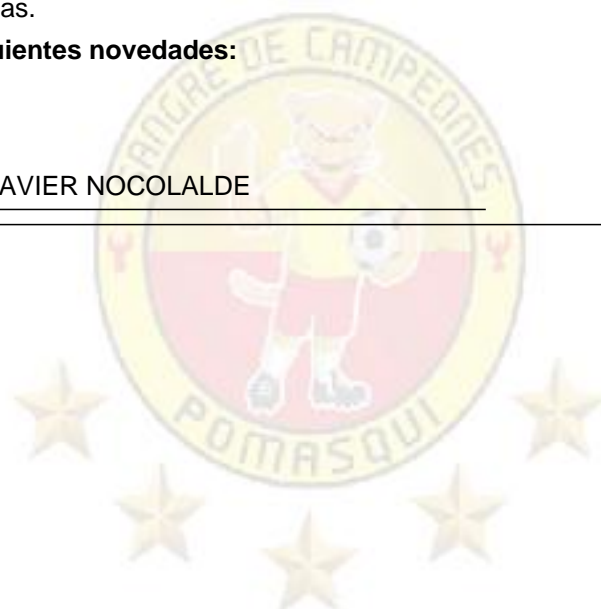 as.
uientes novedades:
AVIER NOCOLALDE
SANGRE DE CAMPEONES
POMASQUI